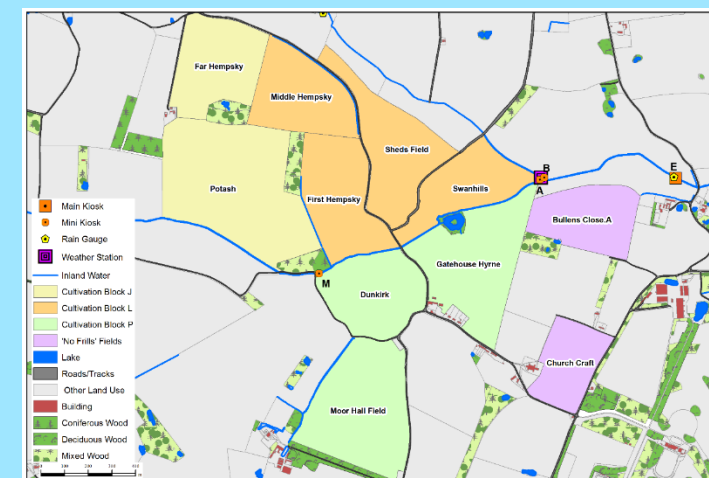 Far Hempsky
Middle Hempsky
Sheds Field
B
E
Potash
First Hempsky
Swanhills
A
Bullens Close.A
M
Gatehouse Hyrne
Dunkirk
Church Craft
Moor Hall Field
Main Kiosk
Mini Kiosk
Rain Gauge
Weather Station
Inland Water
Cultivation Block J
Cultivation Block L
Cultivation Block P
'No Frills' Fields
Lake
Roads/Tracks
Other Land Use
Building
Coniferous Wood
Deciduous Wood
Mixed Wood